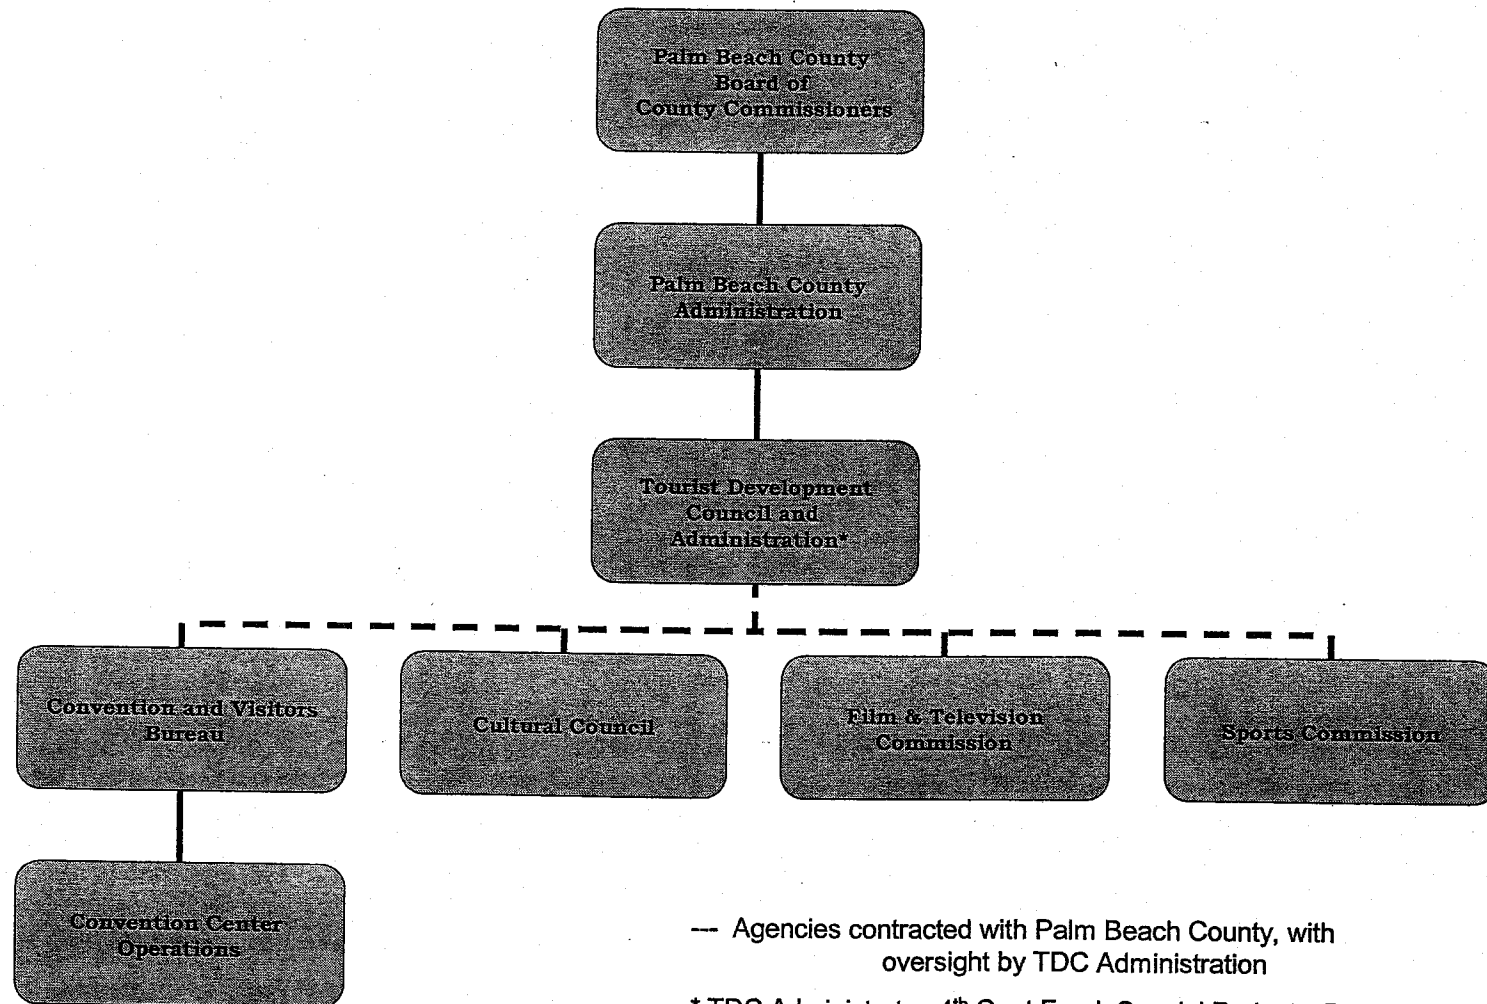 Palm Beach County
Board of
County Commissioners
Palm Beach County
Administration
Tourist Development
Council and
Administration*
Convention and Visitors
Bureau
Cultural Council
Film & Television
Commission
Sports Commission
Convention Center
Operations
--- Agencies contracted with Palm Beach County, with
oversight by TDC Administration